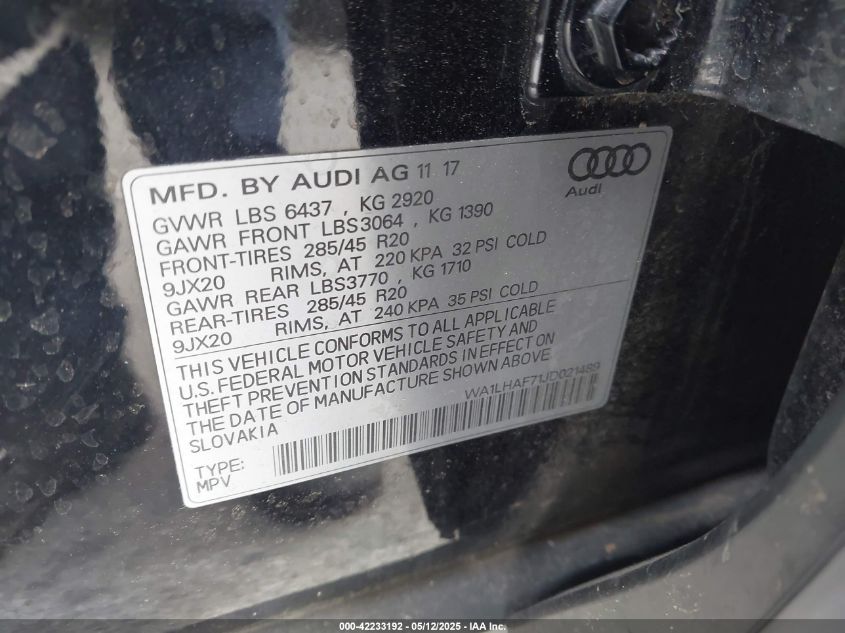 MFD. BY AUDI AG 11 17
Audi
GVWR LBS 6437 , KG 2920
GAWR FRONT LBS3064 , KG 1390
FRONT-TIRES 285/45 R20
9JX20 RIMS, AT 220 KPA 32 PSI COLD
GAWR REAR LBS3770 , KG 1710
REAR-TIRES 285/45 R20
9JX20 RIMS, AT 240 KPA 35 PSI COLD
THIS VEHICLE CONFORMS TO ALL APPLICABLE
U.S. FEDERAL MOTOR VEHICLE SAFETY AND
THEFT PREVENTION STANDARDS IN EFFECT ON
THE DATE OF MANUFACTURE SHOWN ABOVE
SLOVAKIA
WA1LHAF71JD021489
TYPE:
MPV
000-42233192 - 05/12/2025 - IAA Inc.